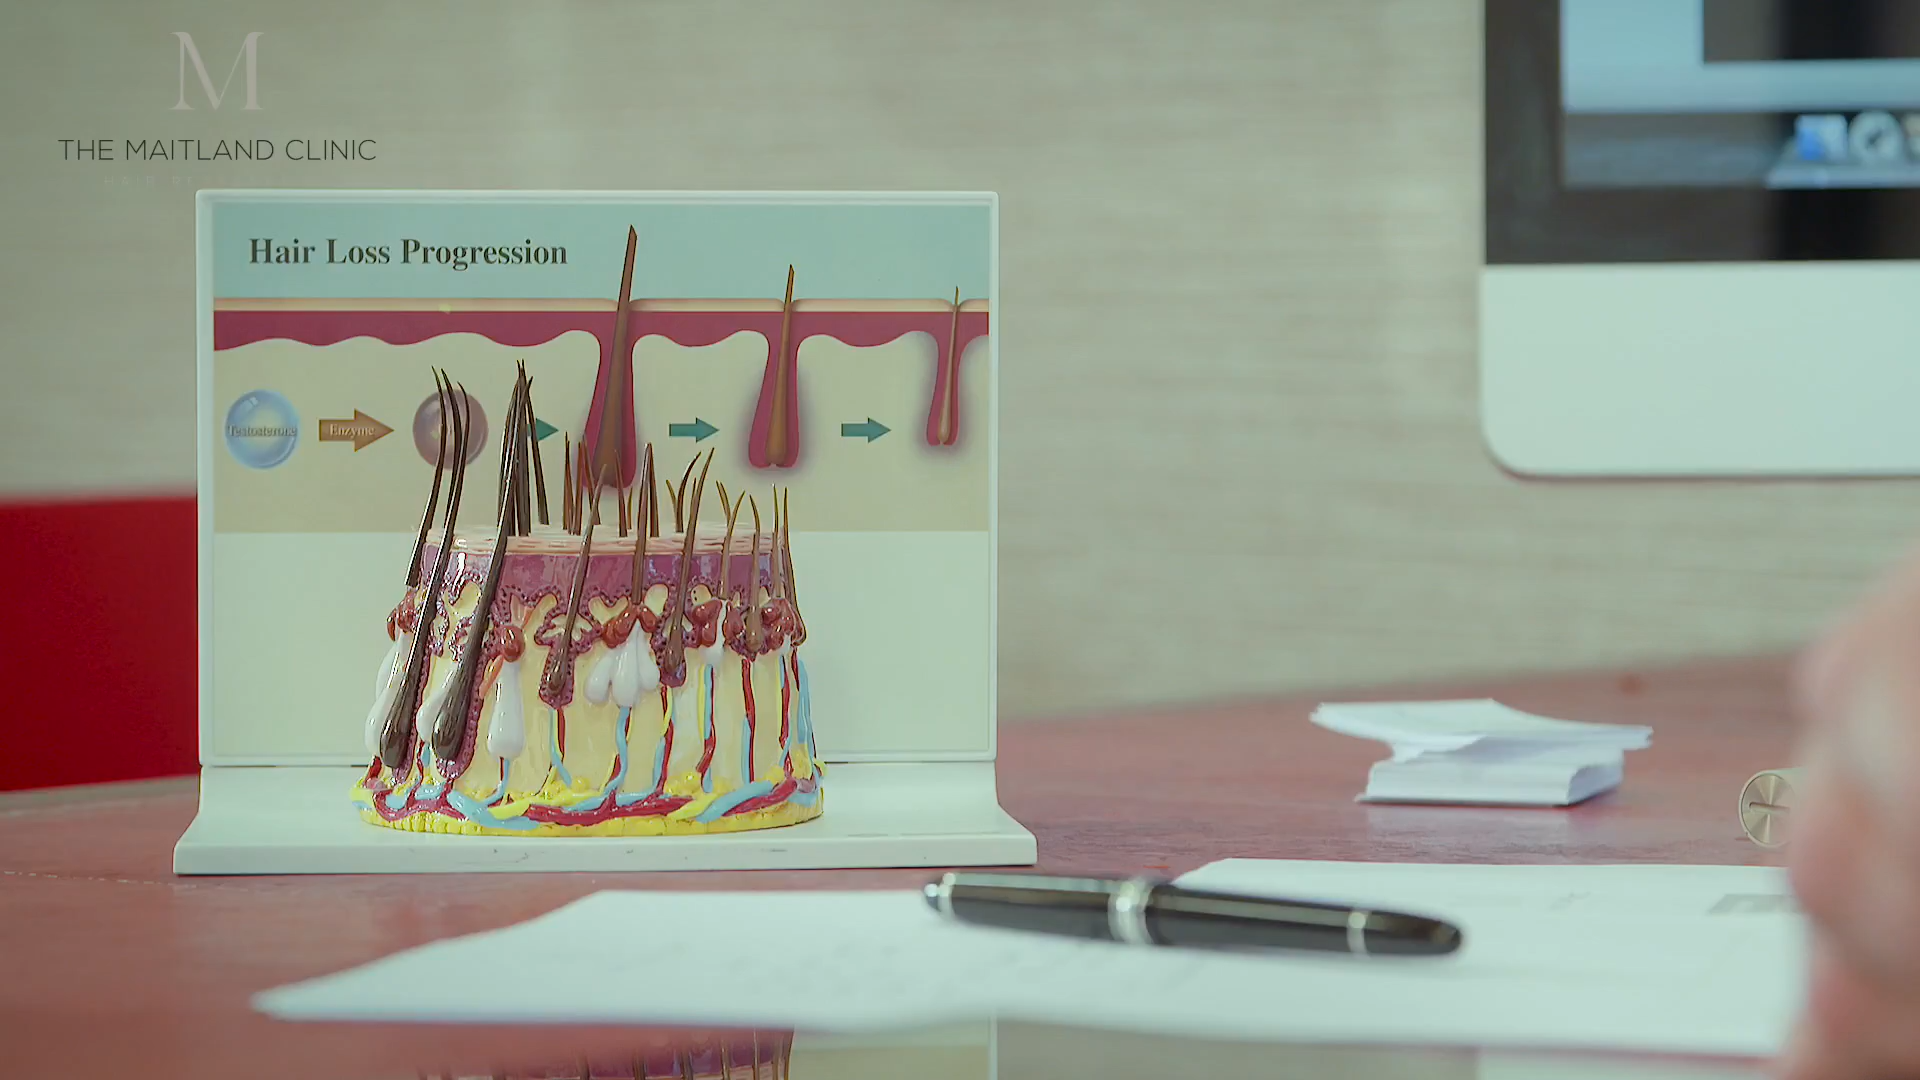 M
THE MAITLAND CLINIC
Hair Loss Progression
Testosterone
Enzyme